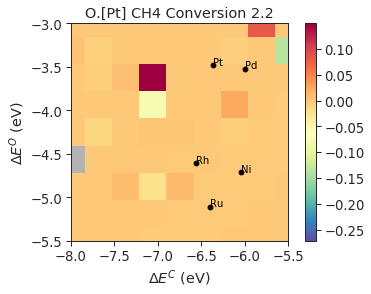 O.[Pt] CH4 Conversion 2.2
−3.0
−3.5
−4.0
−4.5
−5.0
−5.5
ΔE^O (eV)
Pt
Pd
Rh
Ni
Ru
−8.0 −7.5 −7.0 −6.5 −6.0 −5.5
ΔE^C (eV)
0.10
0.05
0.00
−0.05
−0.10
−0.15
−0.20
−0.25